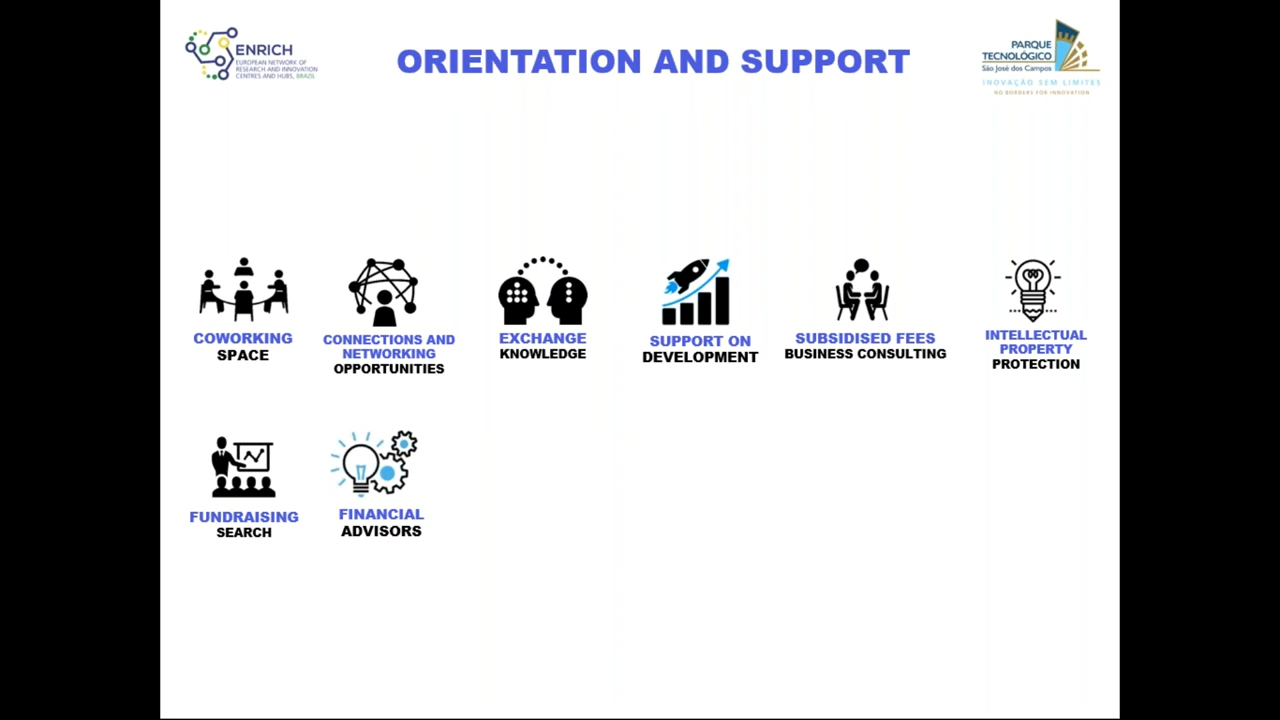 ENRICH
EUROPEAN NETWORK OF
RESEARCH AND INNOVATION
CENTRES AND HUBS, BRAZIL
ORIENTATION AND SUPPORT
PARQUE
TECNOLÓGICO
São José dos Campos
INOVAÇÃO SEM LIMITES
NO BORDERS FOR INNOVATION
COWORKING
SPACE
CONNECTIONS AND
NETWORKING
OPPORTUNITIES
EXCHANGE
KNOWLEDGE
SUPPORT ON
DEVELOPMENT
SUBSIDISED FEES
BUSINESS CONSULTING
INTELLECTUAL
PROPERTY
PROTECTION
FUNDRAISING
SEARCH
FINANCIAL
ADVISORS